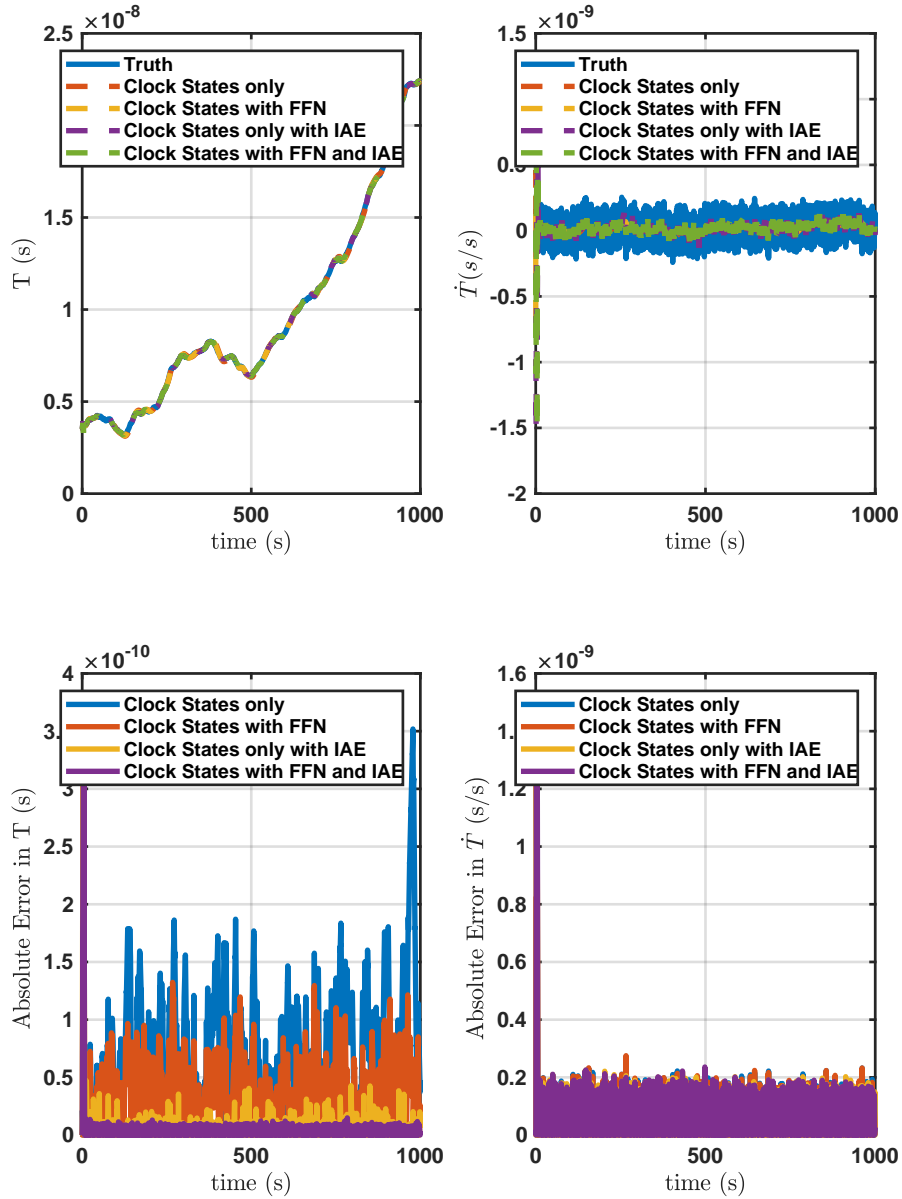 ×10^-8
2.5
Truth
Clock States only
Clock States with FFN
Clock States only with IAE
Clock States with FFN and IAE
1.5
1
0.5
0
T (s)
0
500
1000
time (s)
×10^-9
1.5
Truth
Clock States only
Clock States with FFN
Clock States only with IAE
Clock States with FFN and IAE
0
-0.5
-1
-1.5
-2
Ṫ(s/s)
0
500
1000
time (s)
×10^-10
4
Clock States only
Clock States with FFN
Clock States only with IAE
Clock States with FFN and IAE
3
2.5
2
1.5
1
0.5
0
Absolute Error in T (s)
0
500
1000
time (s)
×10^-9
1.6
Clock States only
Clock States with FFN
Clock States only with IAE
Clock States with FFN and IAE
1.2
1
0.8
0.6
0.4
0.2
0
Absolute Error in Ṫ (s/s)
0
500
1000
time (s)